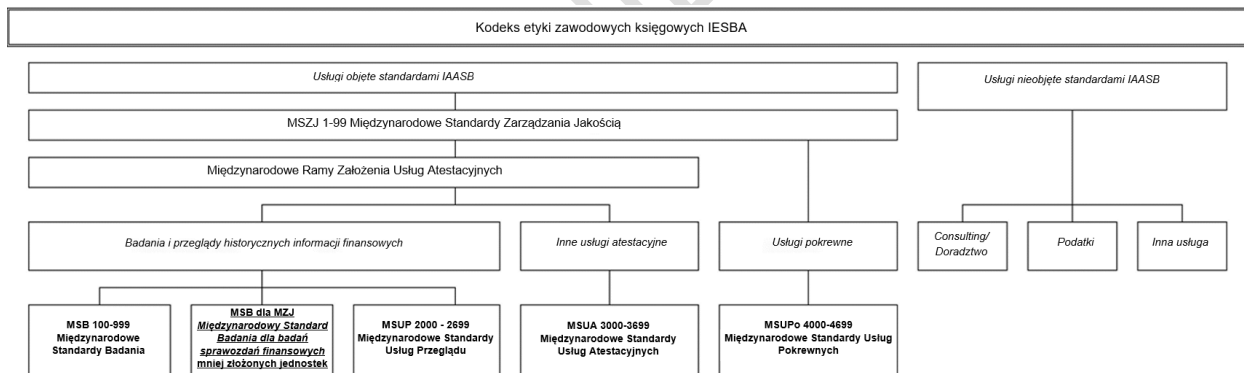 Kodeks etyki zawodowych księgowych IESBA
Usługi objęte standardami IAASB
Usługi nieobjęte standardami IAASB
MSZJ 1-99 Międzynarodowe Standardy Zarządzania Jakością
Międzynarodowe Ramy Założenia Usług Atestacyjnych
Badania i przeglądy historycznych informacji finansowych
Inne usługi atestacyjne
Usługi pokrewne
Consulting/
Doradztwo
Podatki
Inna usługa
MSB 100-999
Międzynarodowe
Standardy Badania
MSB dla MZJ
Międzynarodowy Standard
Badania dla badań
sprawozdań finansowych
mniej złożonych jednostek
MSUP 2000 - 2699
Międzynarodowe Standardy
Usług Przeglądu
MSUA 3000-3699
Międzynarodowe Standardy
Usług Atestacyjnych
MSUPo 4000-4699
Międzynarodowe Standardy Usług
Pokrewnych